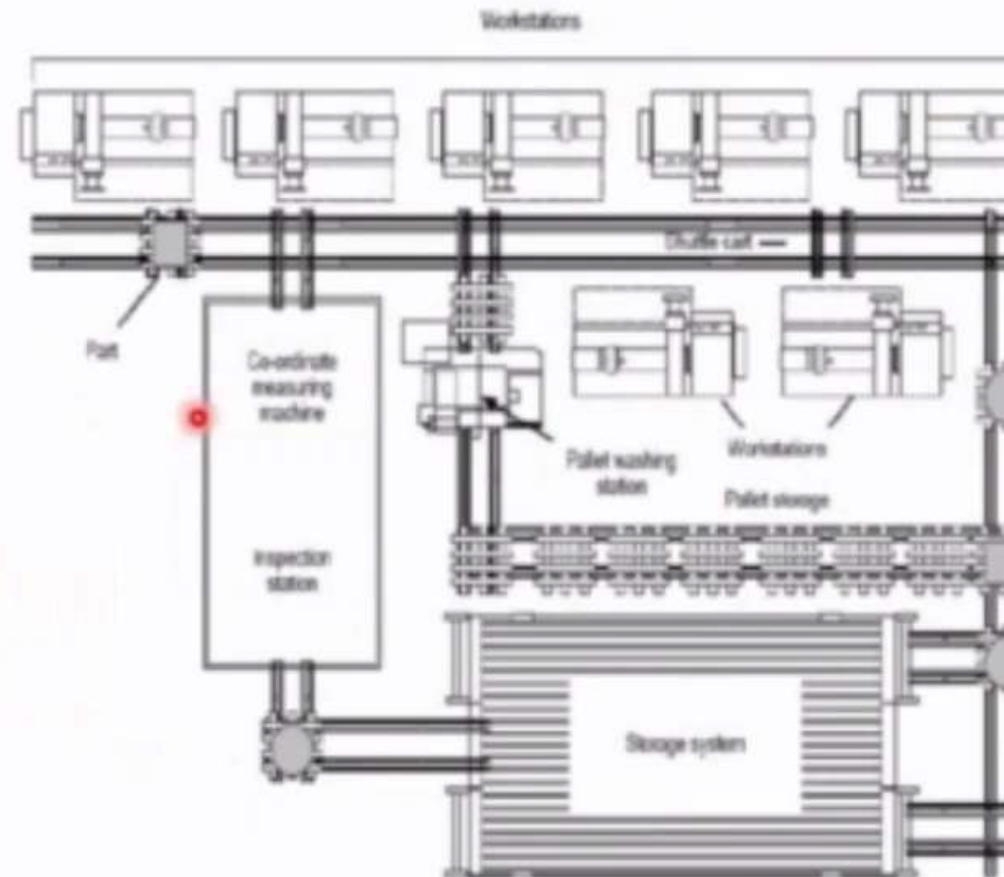 Workstations
Shuttle cart
Part
Co-ordinate
measuring
machine
Workstations
Pallet washing
station
Pallet storage
Inspection
station
Storage system